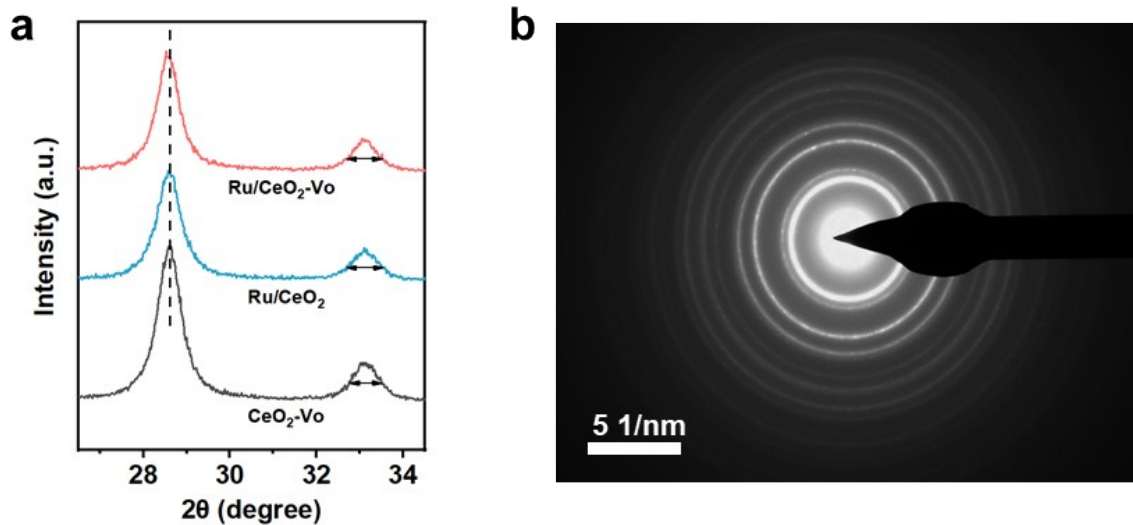 a
Intensity (a.u.)
Ru/CeO₂-Vo
Ru/CeO₂
CeO₂-Vo
28 30 32 34
2θ (degree)
b
5 1/nm